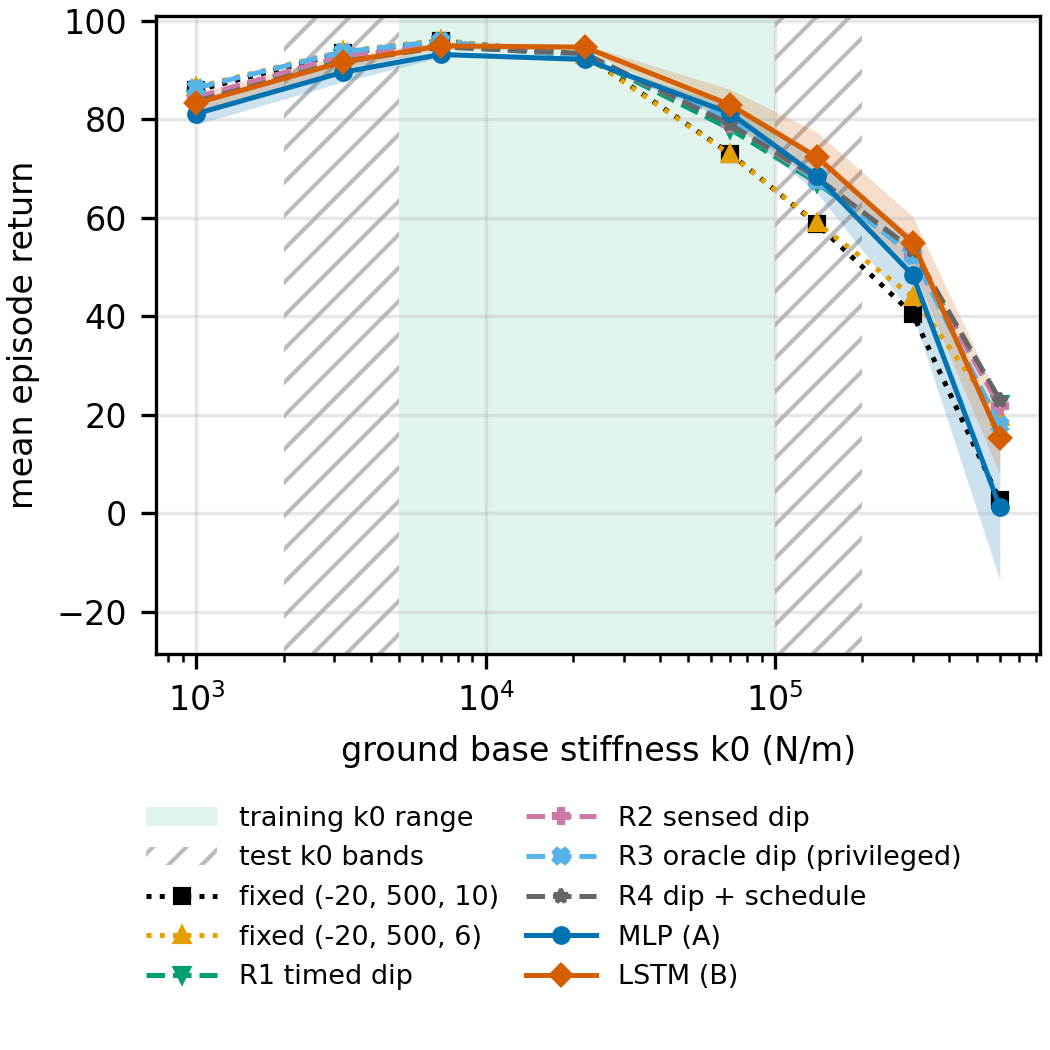 100
80
60
40
20
0
−20
mean episode return
10³
10⁴
10⁵
ground base stiffness k0 (N/m)
training k0 range
test k0 bands
fixed (-20, 500, 10)
fixed (-20, 500, 6)
R1 timed dip
R2 sensed dip
R3 oracle dip (privileged)
R4 dip + schedule
MLP (A)
LSTM (B)